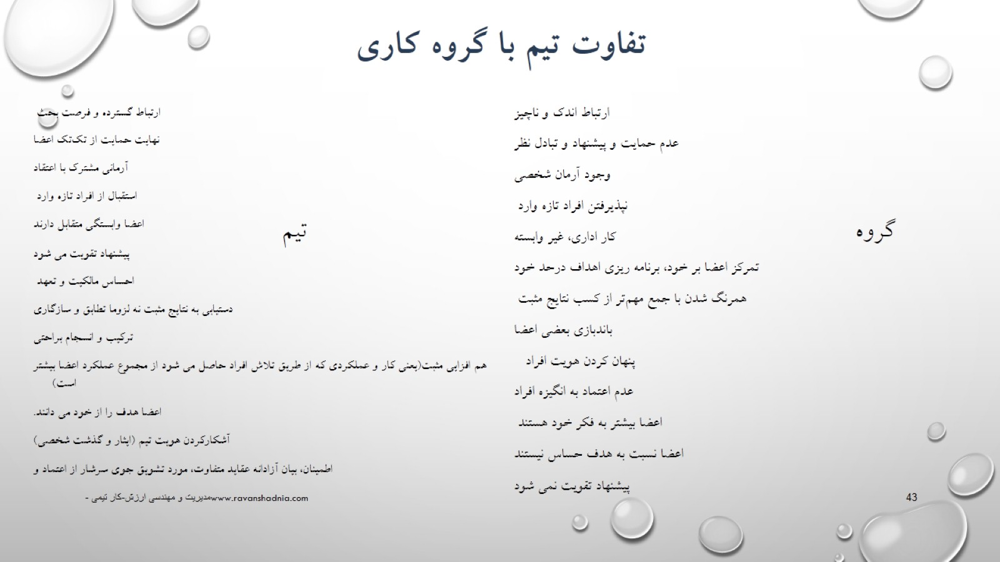 تفاوت تیم با گروه کاری
گروه
ارتباط اندک و ناچیز
عدم حمایت و پیشنهاد و تبادل نظر
وجود آرمان شخصی
نپذیرفتن افراد تازه وارد
کار اداری، غیر وابسته
تمرکز اعضا بر خود، برنامه ریزی اهداف درحد خود
همرنگ شدن با جمع مهم‌تر از کسب نتایج مثبت
باندبازی بعضی اعضا
پنهان کردن هویت افراد
عدم اعتماد به انگیزه افراد
اعضا بیشتر به فکر خود هستند
اعضا نسبت به هدف حساس نیستند
پیشنهاد تقویت نمی شود
تیم
ارتباط گسترده و فرصت بحث
نهایت حمایت از تک‌تک اعضا
آرمانی مشترک با اعتقاد
استقبال از افراد تازه وارد
اعضا وابستگی متقابل دارند
پیشنهاد تقویت می شود
احساس مالکیت و تعهد
دستیابی به نتایج مثبت نه لزوما تطابق و سازگاری
ترکیب و انسجام براحتی
هم افزایی مثبت(یعنی کار و عملکردی که از طریق تلاش افراد حاصل می شود از مجموع عملکرد اعضا بیشتر
است)
اعضا هدف را از خود می دانند.
آشکارکردن هویت تیم (ایثار و گذشت شخصی)
اطمینان، بیان آزادانه عقاید متفاوت، مورد تشویق جوی سرشار از اعتماد و
www.ravanshadnia.comمدیریت و مهندسی ارزش-کار تیمی -
43